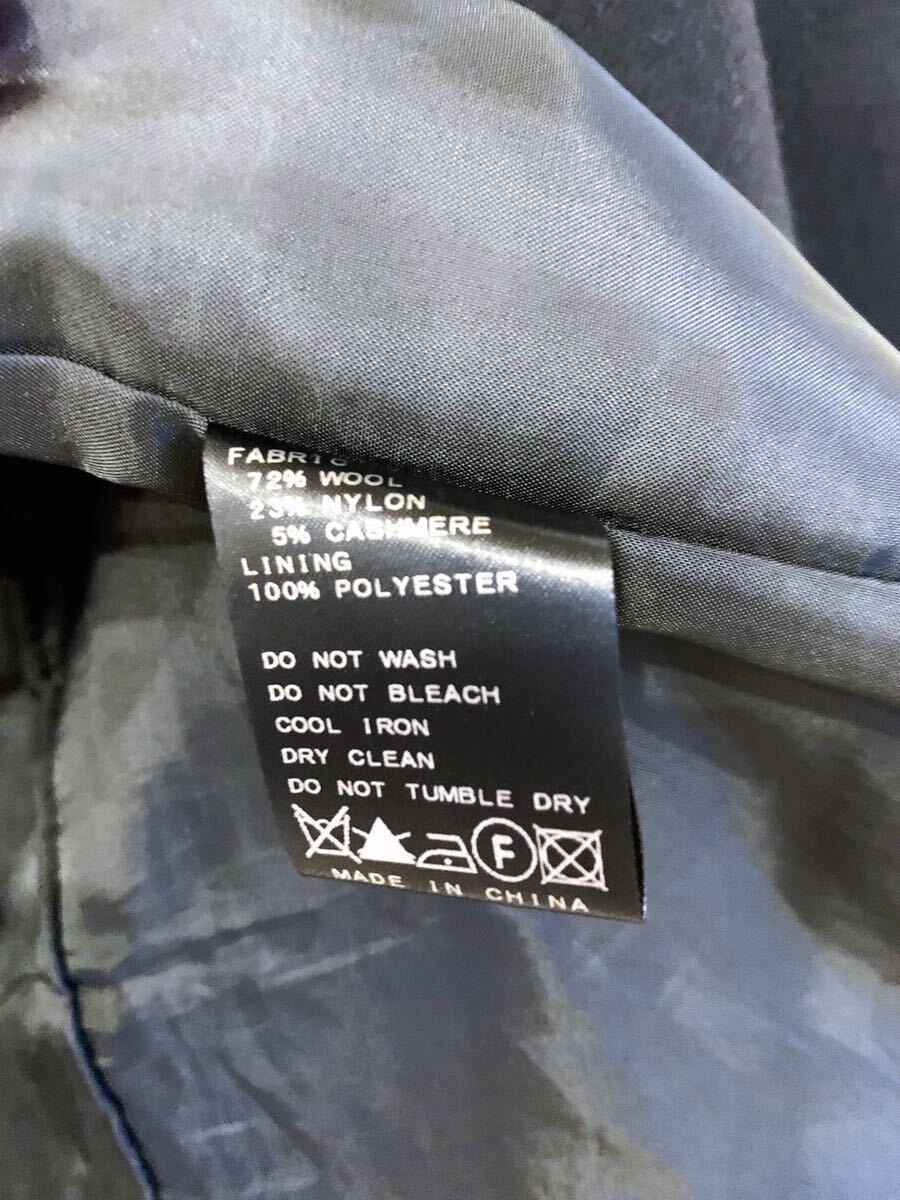 FABRIC
72% WOOL
23% NYLON
5% CASHMERE
LINING
100% POLYESTER
DO NOT WASH
DO NOT BLEACH
COOL IRON
DRY CLEAN
DO NOT TUMBLE DRY
F
MADE IN CHINA